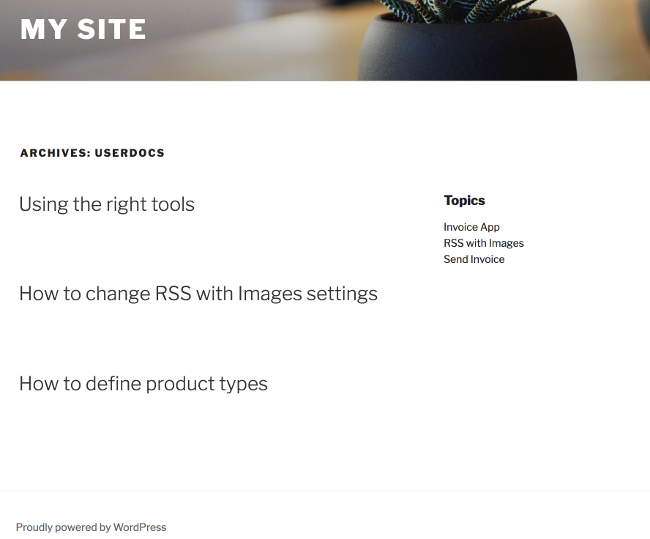 MY SITE
ARCHIVES: USERDOCS
Using the right tools
How to change RSS with Images settings
How to define product types
Topics
Invoice App
RSS with Images
Send Invoice
Proudly powered by WordPress